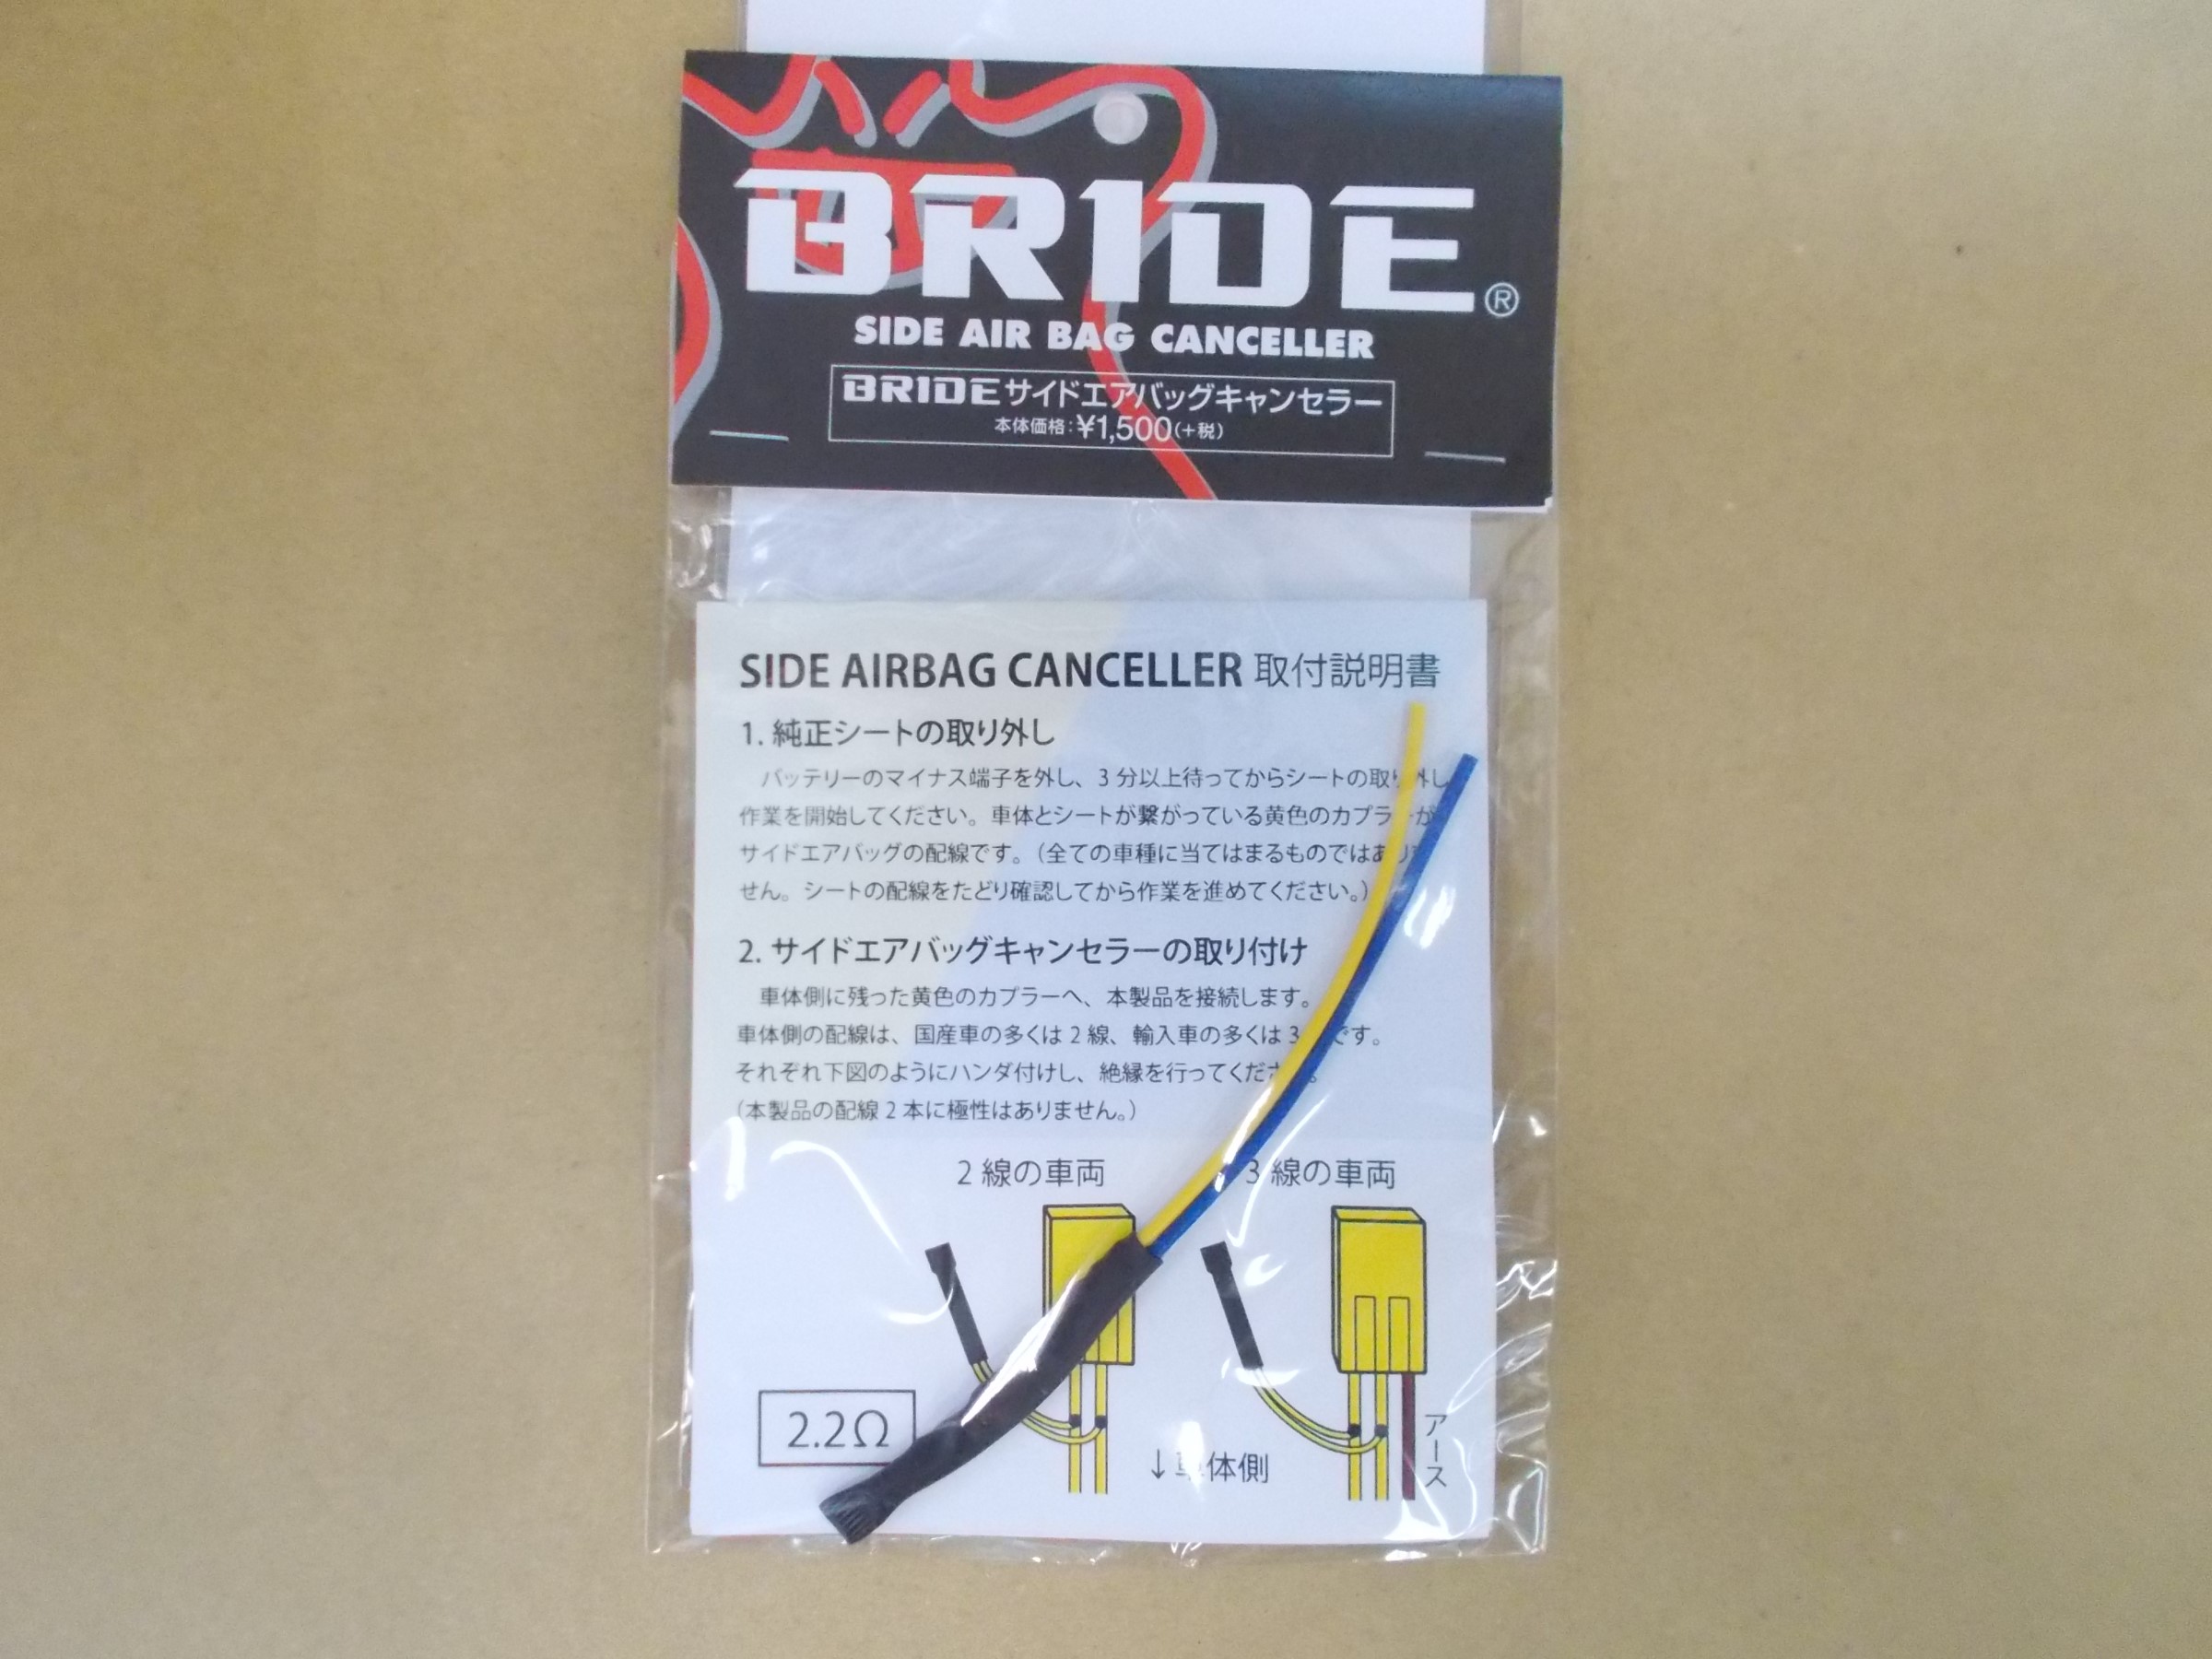 BRIDE®
SIDE AIR BAG CANCELLER
BRIDEサイドエアバッグキャンセラー
本体価格:¥1,500(+税)
SIDE AIRBAG CANCELLER 取付説明書
1. 純正シートの取り外し
バッテリーのマイナス端子を外し、3分以上待ってからシートの取り外し
作業を開始してください。車体とシートが繋がっている黄色のカプラーが
サイドエアバッグの配線です。(全ての車種に当てはまるものではありま
せん。シートの配線をたどり確認してから作業を進めてください。)
2. サイドエアバッグキャンセラーの取り付け
車体側に残った黄色のカプラーへ、本製品を接続します。
車体側の配線は、国産車の多くは2線、輸入車の多くは3 です。
それぞれ下図のようにハンダ付けし、絶縁を行ってくださ 。
(本製品の配線2本に極性はありません。)
2線の車両
3線の車両
2.2Ω
↓車体側
アース